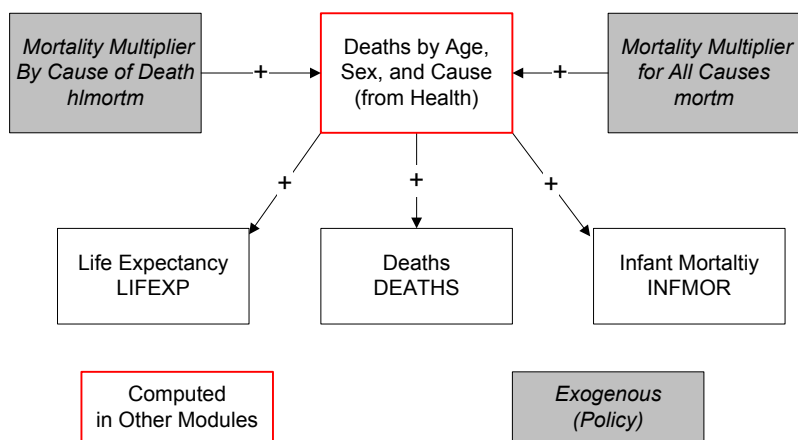 Mortality Multiplier
By Cause of Death
hlmortm
+
Deaths by Age,
Sex, and Cause
(from Health)
+
Mortality Multiplier
for All Causes
mortm
+
+
+
Life Expectancy
LIFEXP
Deaths
DEATHS
Infant Mortaltiy
INFMOR
Computed
in Other Modules
Exogenous
(Policy)